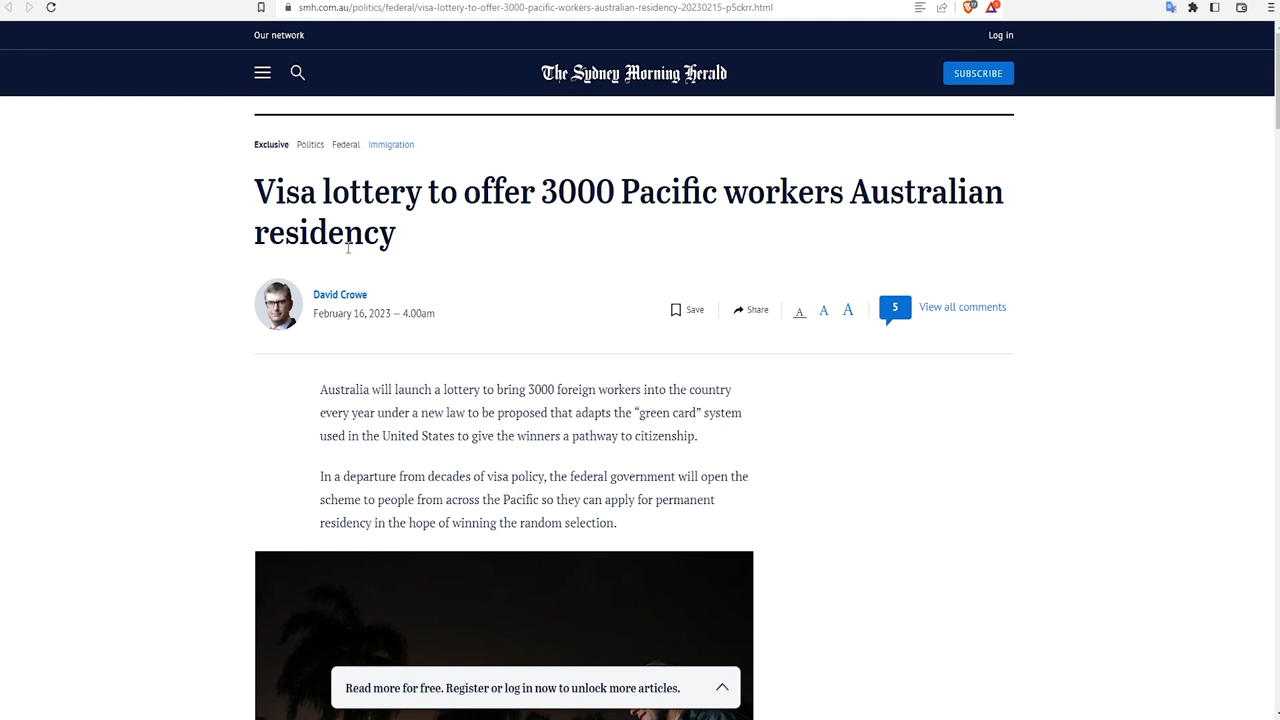 smh.com.au/politics/federal/visa-lottery-to-offer-3000-pacific-workers-australian-residency-20230215-p5ckrr.html
Our network
Log in
The Sydney Morning Herald
SUBSCRIBE
Exclusive Politics Federal Immigration
Visa lottery to offer 3000 Pacific workers Australian
residency
David Crowe
February 16, 2023 — 4.00am
Save
Share
A A A
5
View all comments
Australia will launch a lottery to bring 3000 foreign workers into the country
every year under a new law to be proposed that adapts the “green card” system
used in the United States to give the winners a pathway to citizenship.
In a departure from decades of visa policy, the federal government will open the
scheme to people from across the Pacific so they can apply for permanent
residency in the hope of winning the random selection.
Read more for free. Register or log in now to unlock more articles.